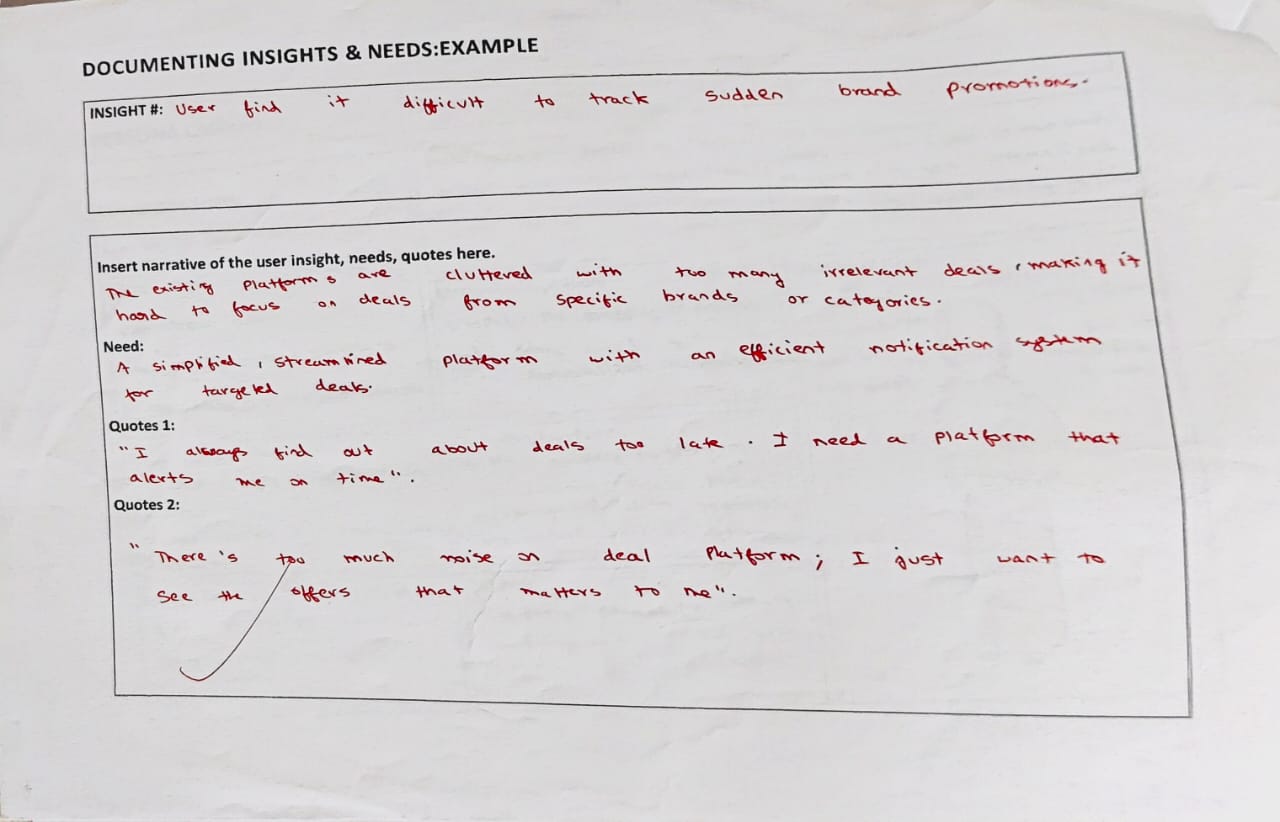 DOCUMENTING INSIGHTS & NEEDS:EXAMPLE
INSIGHT #: User find it difficult to track sudden brand promotions.
Insert narrative of the user insight, needs, quotes here.
The existing platforms are cluttered with too many irrelevant deals, making it
hard to focus on deals from specific brands or categories.
Need:
A simplified, streamlined platform with an efficient notification system
for targeted deals.
Quotes 1:
"I always find out about deals too late. I need a platform that
alerts me on time".
Quotes 2:
"There's too much noise on deal platform; I just want to
see the offers that matters to me".